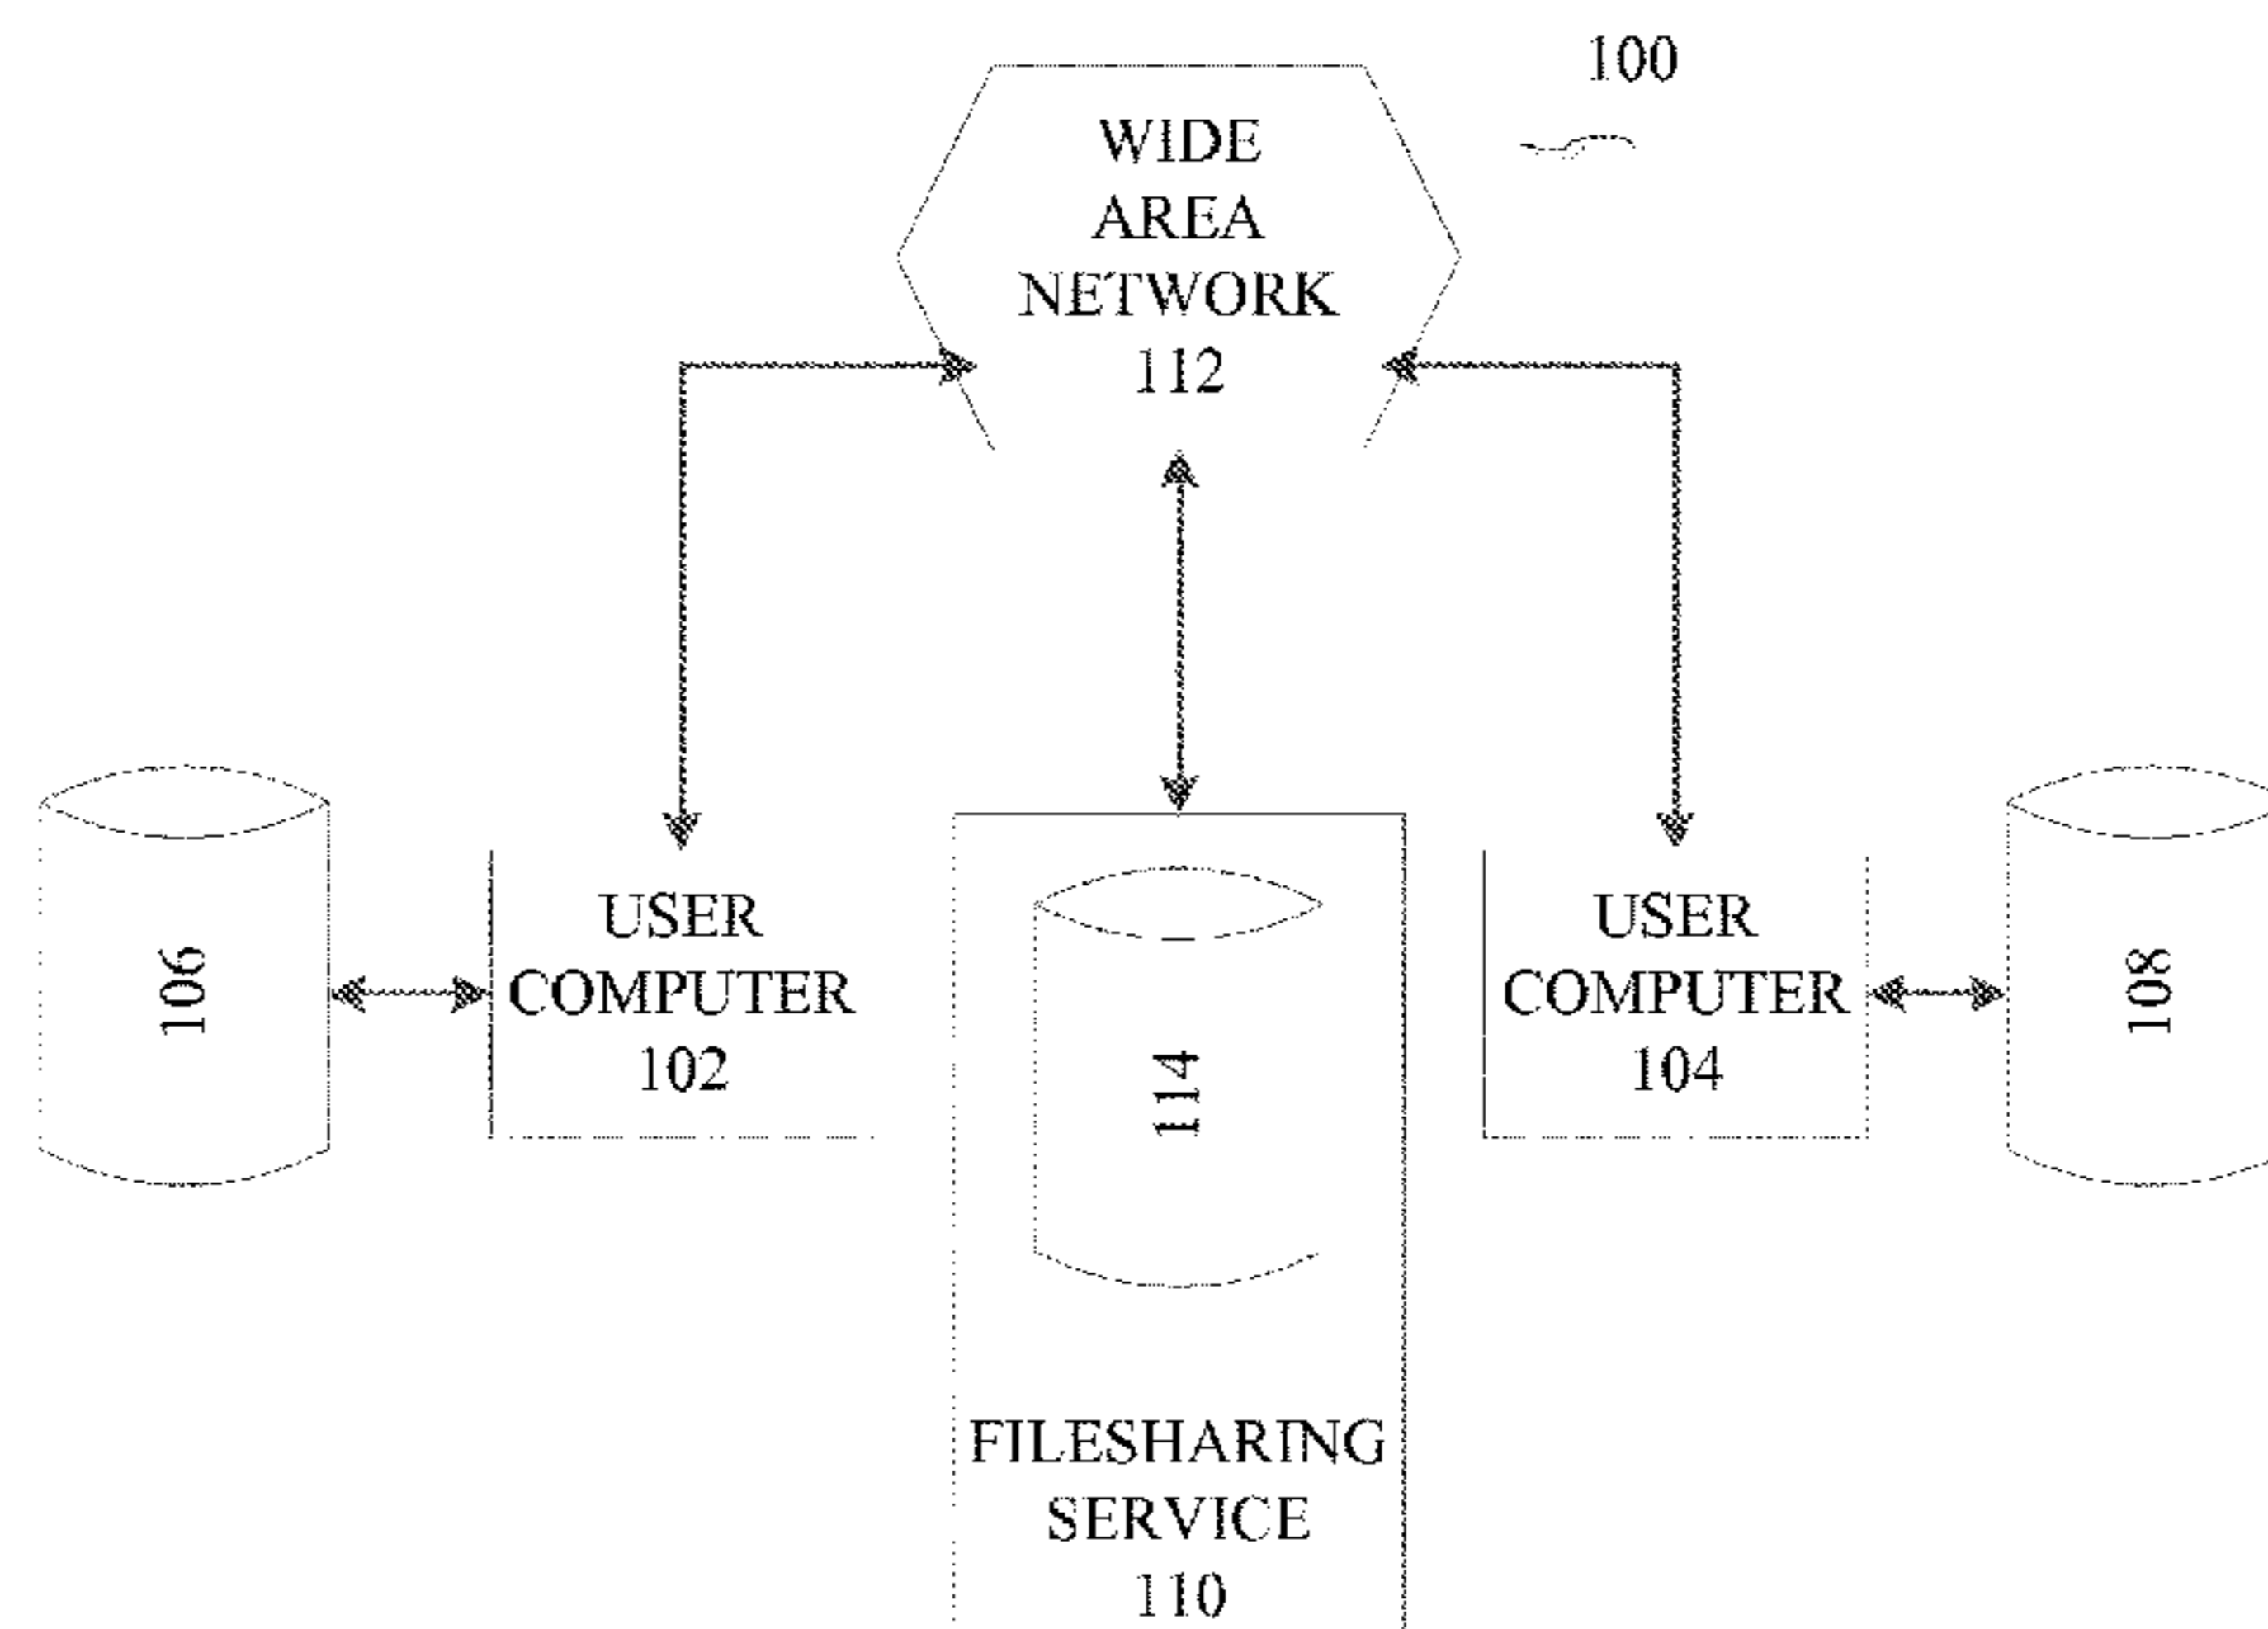 100
WIDE
AREA
NETWORK
112
106
USER
COMPUTER
102
114
USER
COMPUTER
104
108
FILESHARING
SERVICE
110